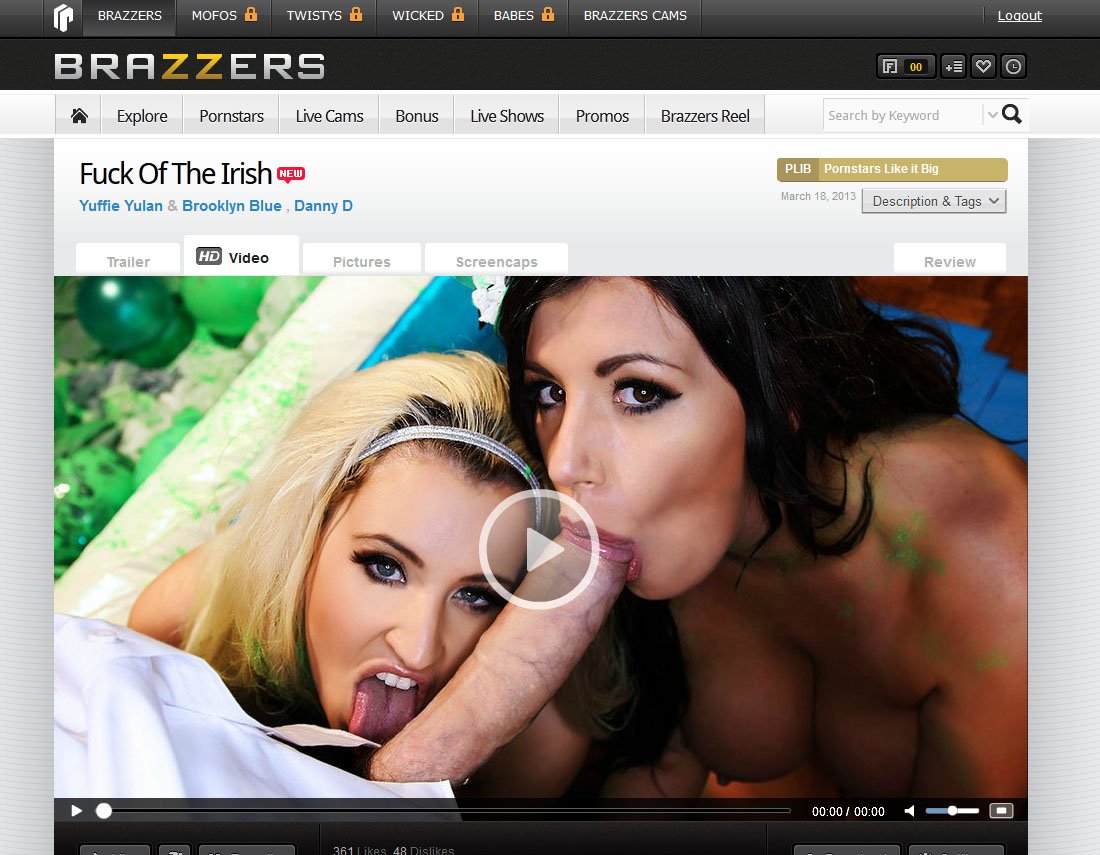 BRAZZERS MOFOS TWISTYS WICKED BABES BRAZZERS CAMS Logout
BRAZZERS
00
Explore Pornstars Live Cams Bonus Live Shows Promos Brazzers Reel Search by Keyword
Fuck Of The Irish NEW
PLIB Pornstars Like it Big
Yuffie Yulan & Brooklyn Blue , Danny D
March 18, 2013 Description & Tags
Trailer HD Video Pictures Screencaps Review
00:00 / 00:00
361 Likes, 48 Dislikes